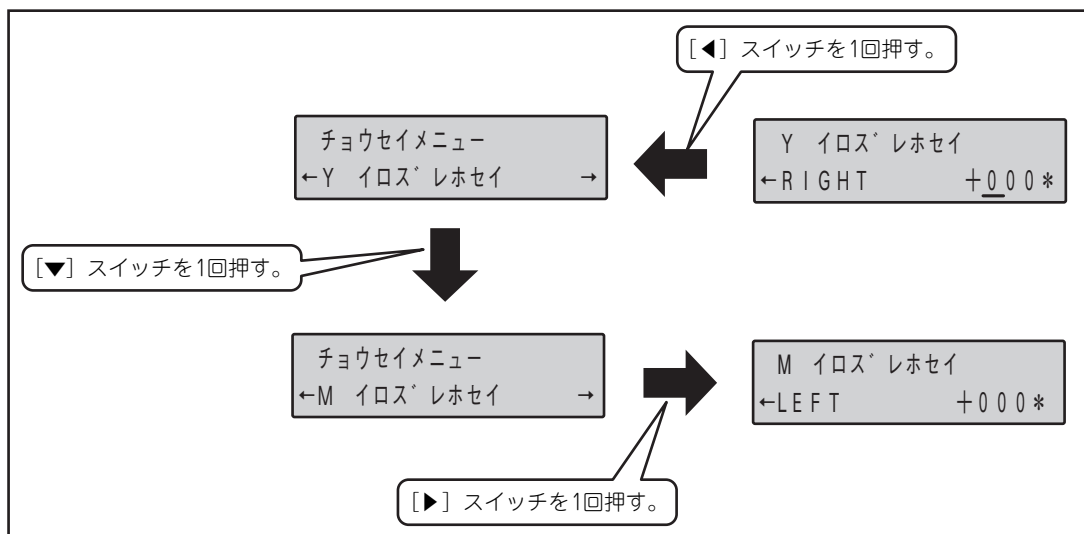 [◀] スイッチを1回押す。
チョウセイメニュー
←Y イロズレホセイ →
Y イロズレホセイ
←RIGHT +000*
[▼] スイッチを1回押す。
チョウセイメニュー
←M イロズレホセイ →
M イロズレホセイ
←LEFT +000*
[▶] スイッチを1回押す。